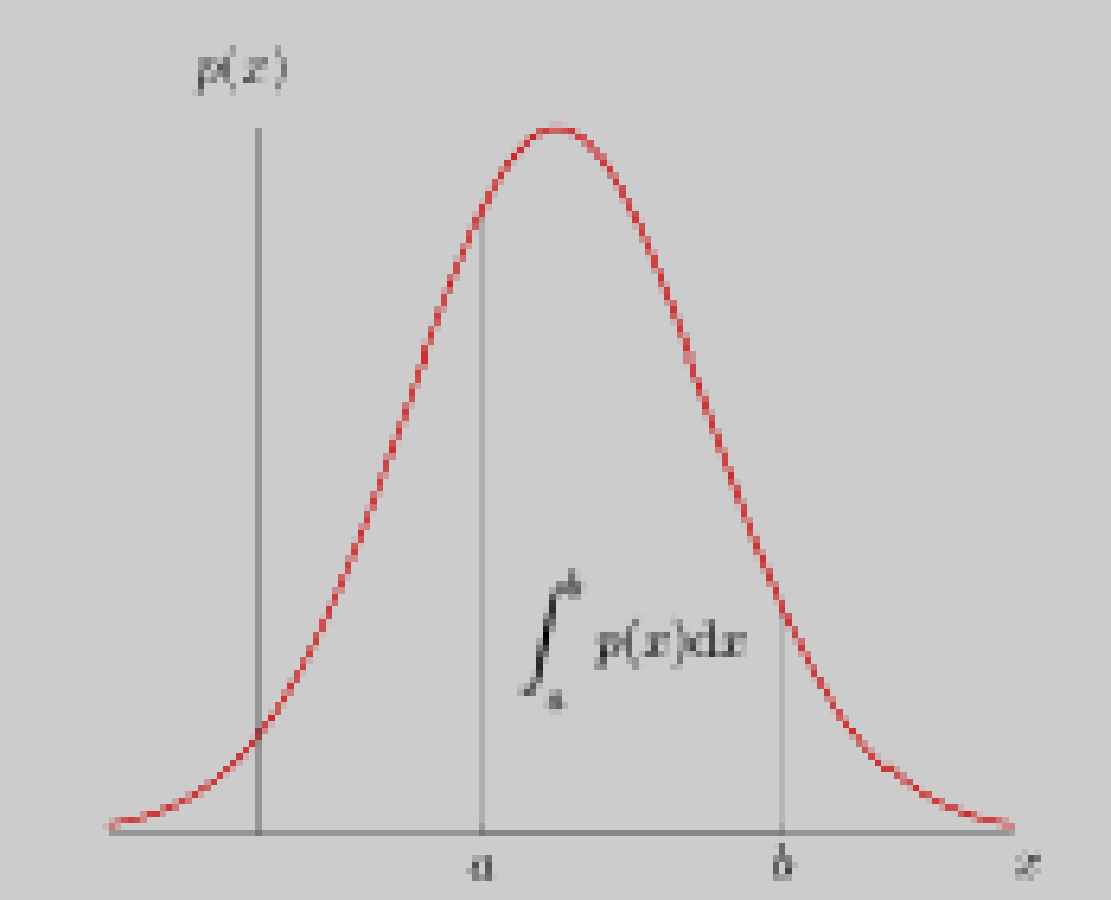 p(x)
∫ₐᵇ p(x)dx
a b x